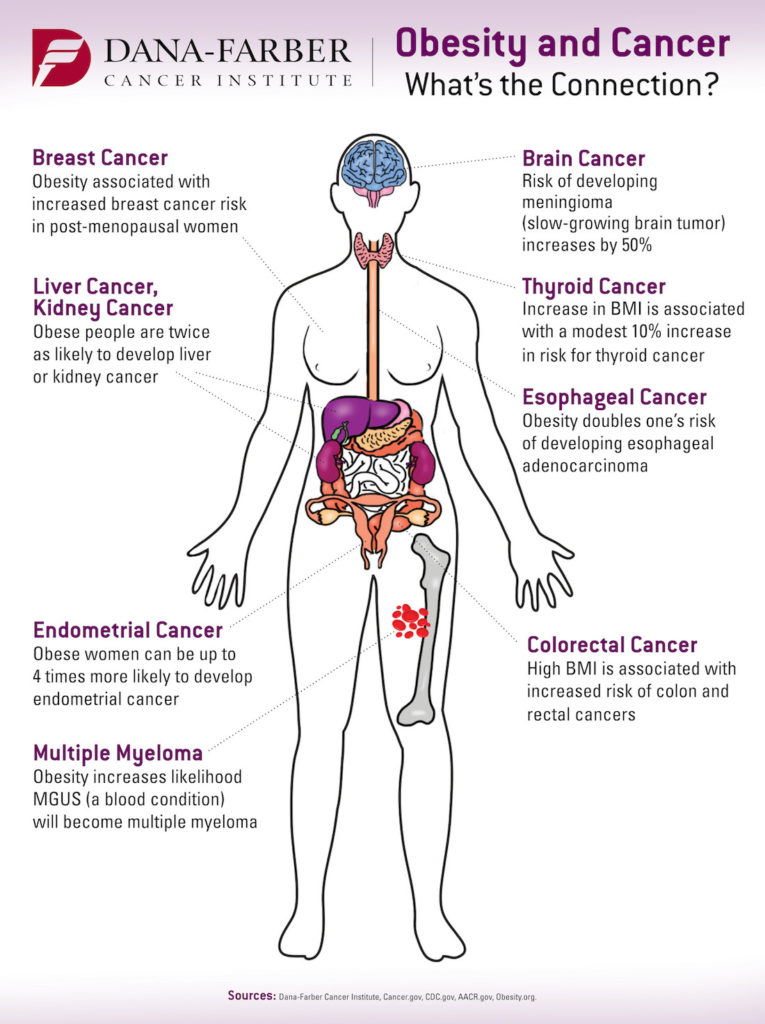 DANA-FARBER
CANCER INSTITUTE
Obesity and Cancer
What's the Connection?
Breast Cancer
Obesity associated with
increased breast cancer risk
in post-menopausal women
Liver Cancer,
Kidney Cancer
Obese people are twice
as likely to develop liver
or kidney cancer
Endometrial Cancer
Obese women can be up to
4 times more likely to develop
endometrial cancer
Multiple Myeloma
Obesity increases likelihood
MGUS (a blood condition)
will become multiple myeloma
Brain Cancer
Risk of developing
meningioma
(slow-growing brain tumor)
increases by 50%
Thyroid Cancer
Increase in BMI is associated
with a modest 10% increase
in risk for thyroid cancer
Esophageal Cancer
Obesity doubles one's risk
of developing esophageal
adenocarcinoma
Colorectal Cancer
High BMI is associated with
increased risk of colon and
rectal cancers
Sources: Dana-Farber Cancer Institute, Cancer.gov, CDC.gov, AACR.gov, Obesity.org.